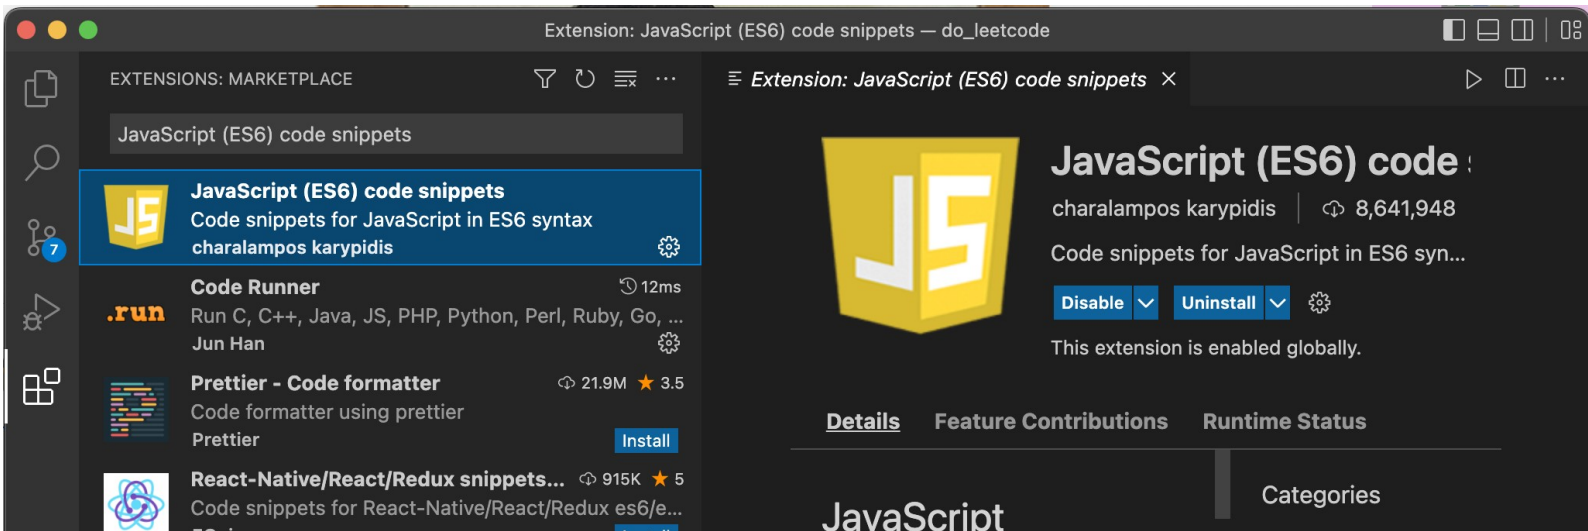 Extension: JavaScript (ES6) code snippets — do_leetcode
EXTENSIONS: MARKETPLACE
JavaScript (ES6) code snippets
JavaScript (ES6) code snippets
Code snippets for JavaScript in ES6 syntax
charalampos karypidis
7
Code Runner
12ms
.run
Run C, C++, Java, JS, PHP, Python, Perl, Ruby, Go, ...
Jun Han
Prettier - Code formatter
21.9M ★ 3.5
Code formatter using prettier
Prettier
Install
React-Native/React/Redux snippets...
915K ★ 5
Code snippets for React-Native/React/Redux es6/e...
Extension: JavaScript (ES6) code snippets
JS
JavaScript (ES6) code
charalampos karypidis
8,641,948
Code snippets for JavaScript in ES6 syn...
Disable
Uninstall
This extension is enabled globally.
Details
Feature Contributions
Runtime Status
JavaScript
Categories